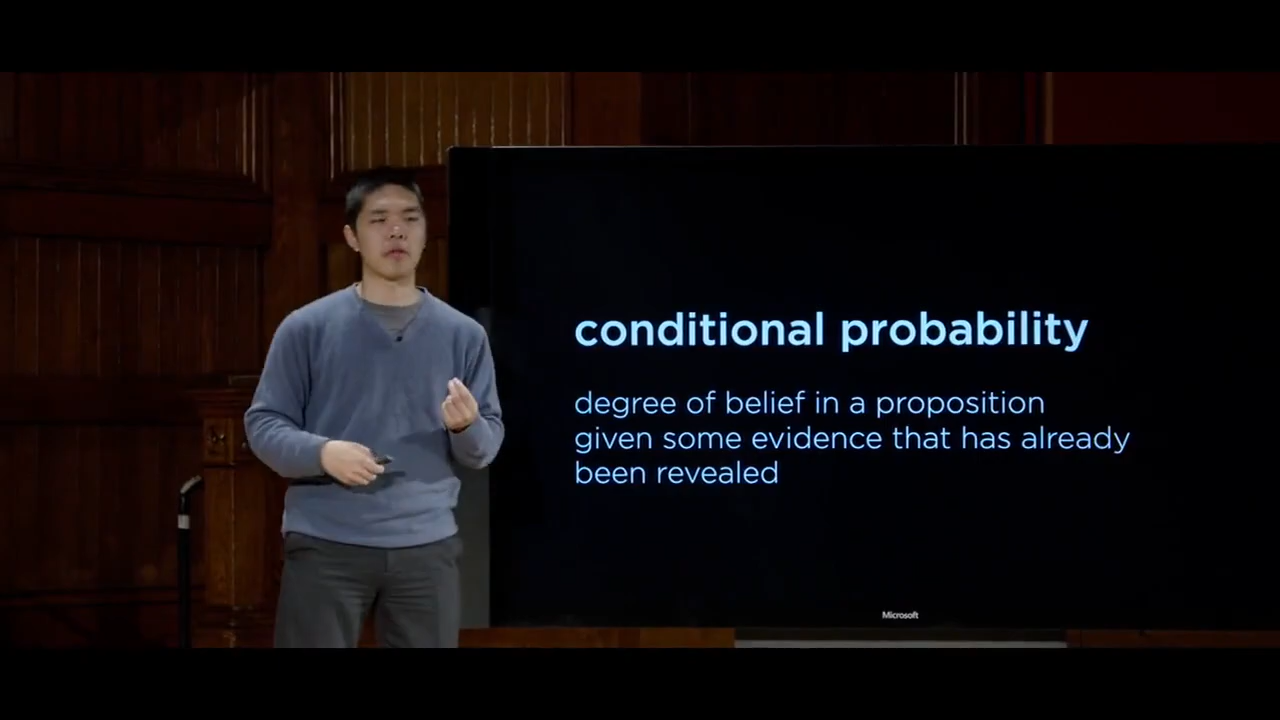 conditional probability
degree of belief in a proposition
given some evidence that has already
been revealed
Microsoft